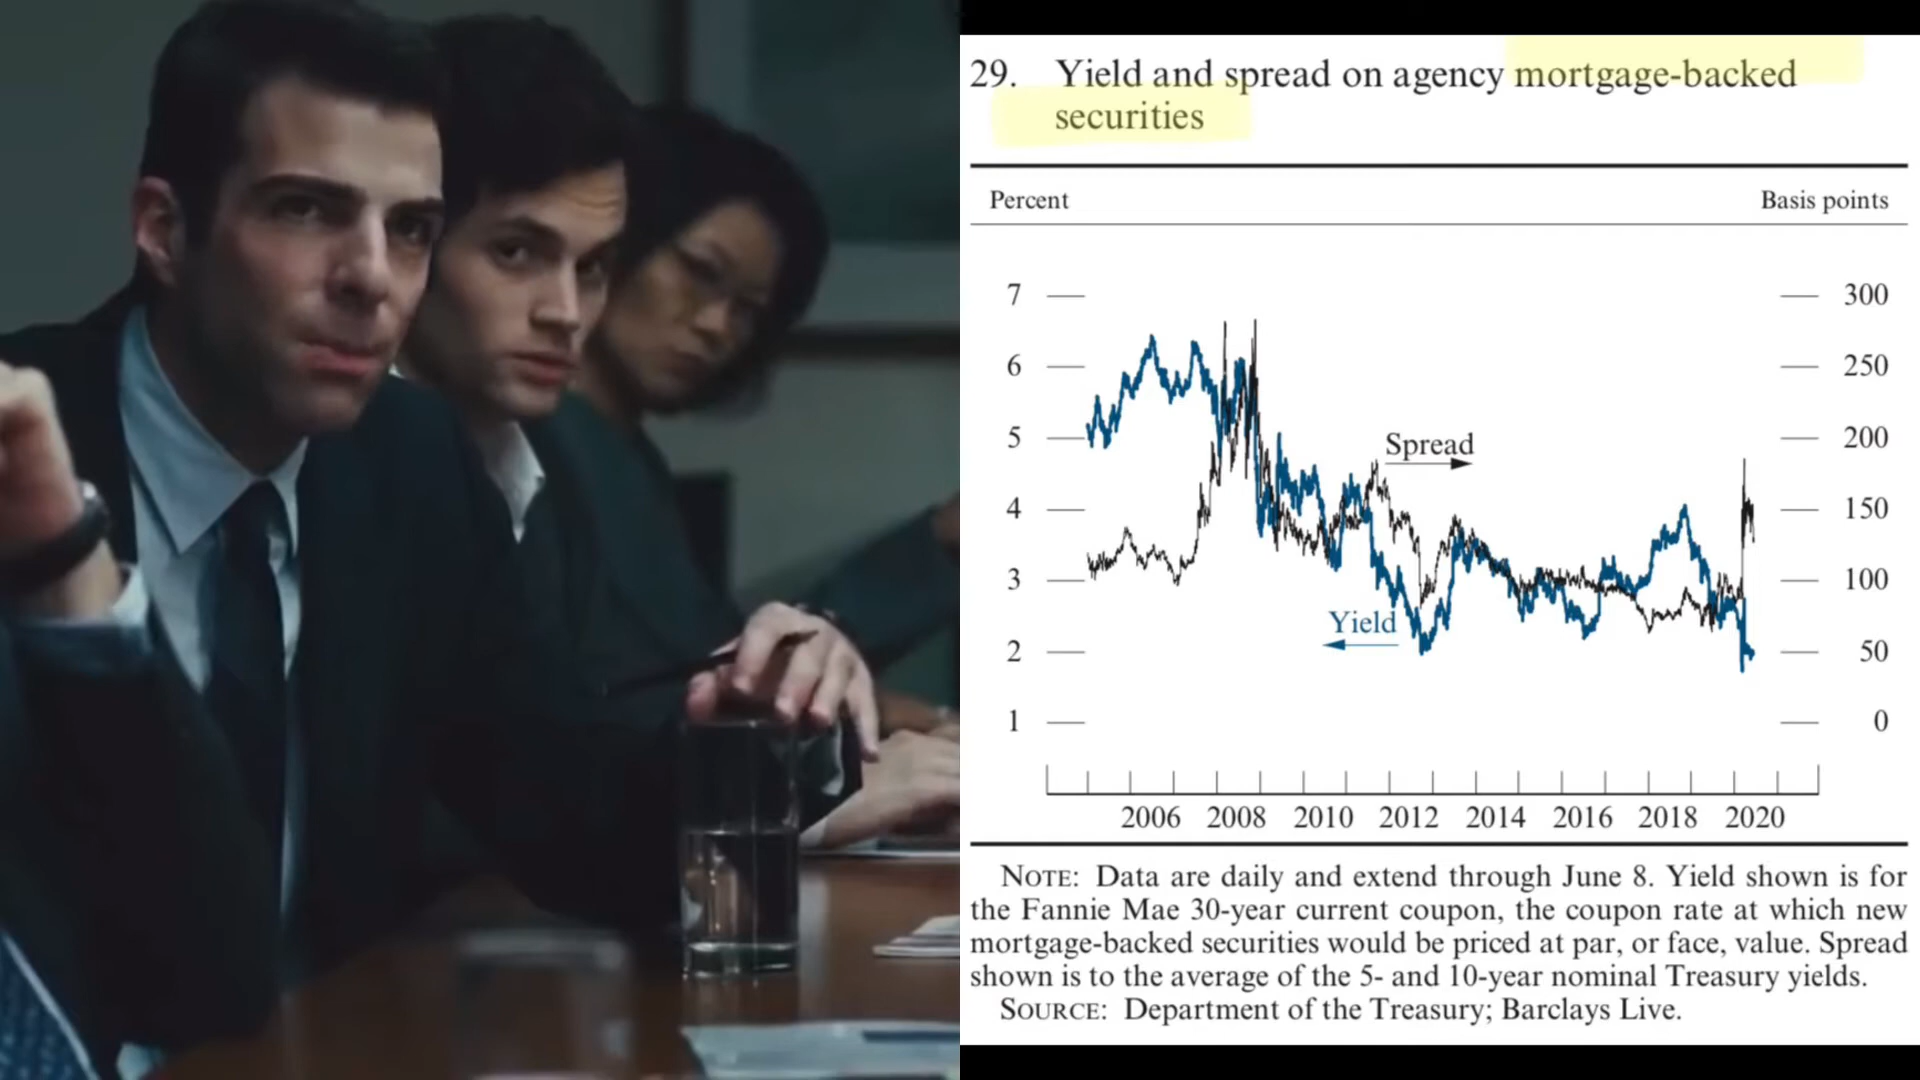 29. Yield and spread on agency mortgage-backed
securities
Percent
Basis points
7 300
6 250
5 200
4 150
3 100
2 50
1 0
Spread
Yield
2006 2008 2010 2012 2014 2016 2018 2020
NOTE: Data are daily and extend through June 8. Yield shown is for
the Fannie Mae 30-year current coupon, the coupon rate at which new
mortgage-backed securities would be priced at par, or face, value. Spread
shown is to the average of the 5- and 10-year nominal Treasury yields.
SOURCE: Department of the Treasury; Barclays Live.